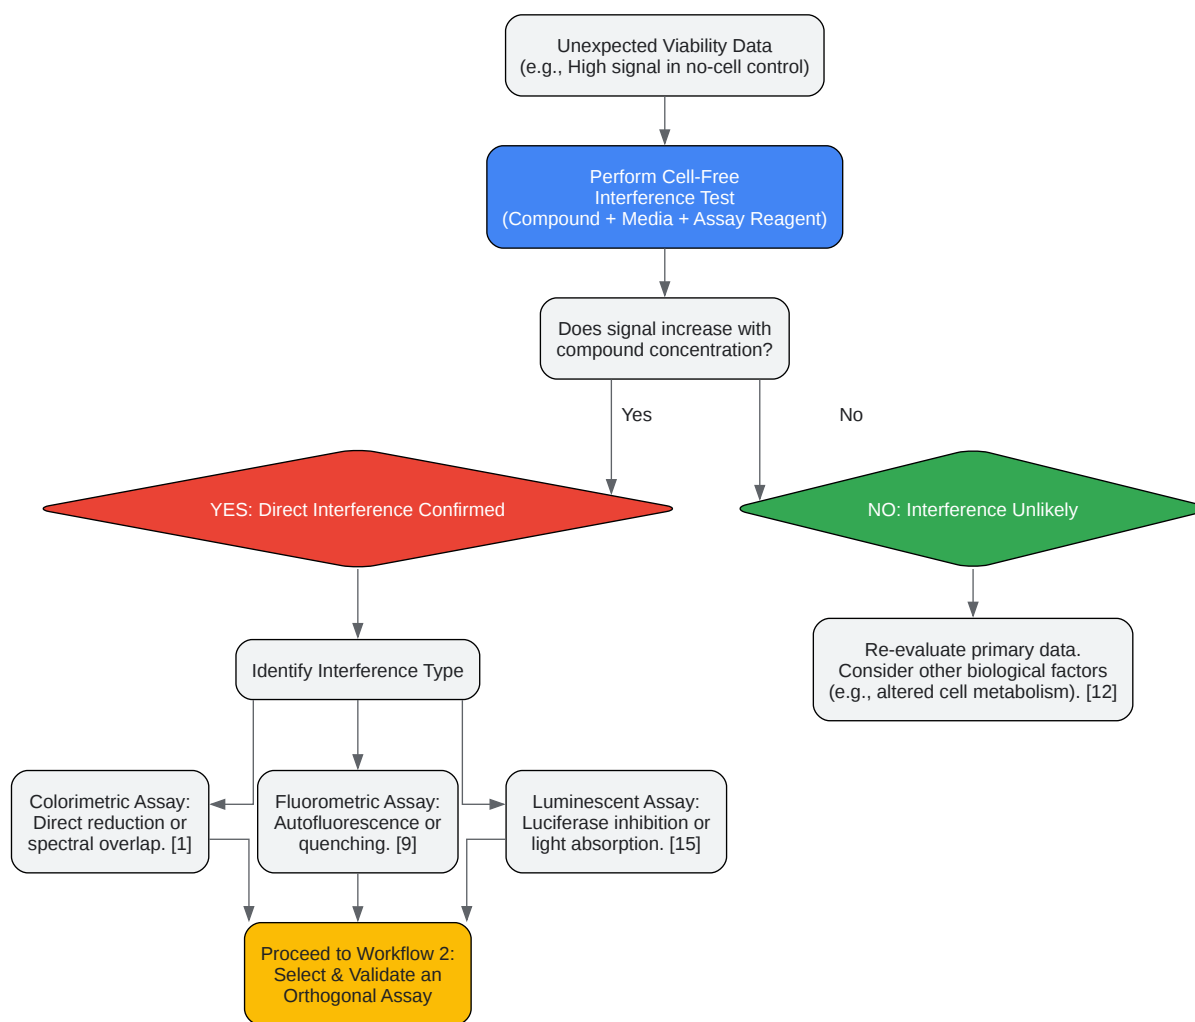 Unexpected Viability Data
(e.g., High signal in no-cell control)
Perform Cell-Free
Interference Test
(Compound + Media + Assay Reagent)
Does signal increase with
compound concentration?
Yes
No
YES: Direct Interference Confirmed
NO: Interference Unlikely
Identify Interference Type
Re-evaluate primary data.
Consider other biological factors
(e.g., altered cell metabolism). [12]
Colorimetric Assay:
Direct reduction or
spectral overlap. [1]
Fluorometric Assay:
Autofluorescence or
quenching. [9]
Luminescent Assay:
Luciferase inhibition or
light absorption. [15]
Proceed to Workflow 2:
Select & Validate an
Orthogonal Assay